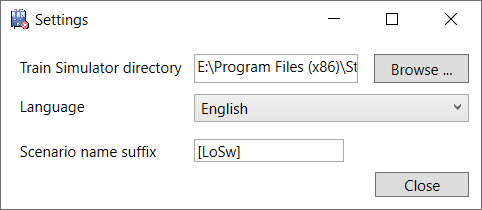 Settings
Train Simulator directory E:\Program Files (x86)\St Browse ...
Language English
Scenario name suffix [LoSw]
Close